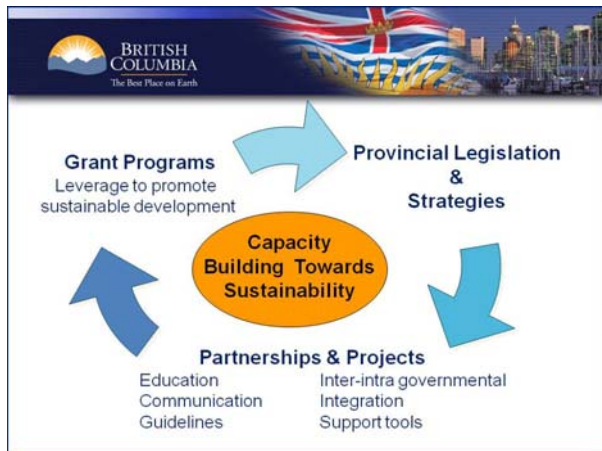 BRITISH
COLUMBIA
The Best Place on Earth
Grant Programs
Leverage to promote
sustainable development
Provincial Legislation
&
Strategies
Capacity
Building Towards
Sustainability
Partnerships & Projects
Education
Communication
Guidelines
Inter-intra governmental
Integration
Support tools